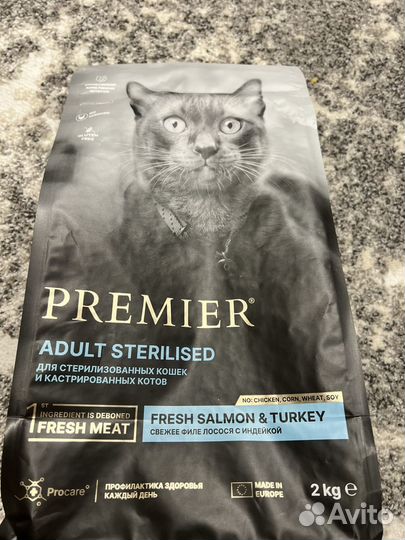 PREMIER®
ADULT STERILISED
ДЛЯ СТЕРИЛИЗОВАННЫХ КОШЕК
И КАСТРИРОВАННЫХ КОТОВ
NO: CHICKEN, CORN, WHEAT, SOY
1ST INGREDIENT IS DEBONED
FRESH MEAT
FRESH SALMON & TURKEY
СВЕЖЕЕ ФИЛЕ ЛОСОСЯ С ИНДЕЙКОЙ
Procare
ПРОФИЛАКТИКА ЗДОРОВЬЯ
КАЖДЫЙ ДЕНЬ
MADE IN
EUROPE
2 kg e
Avito